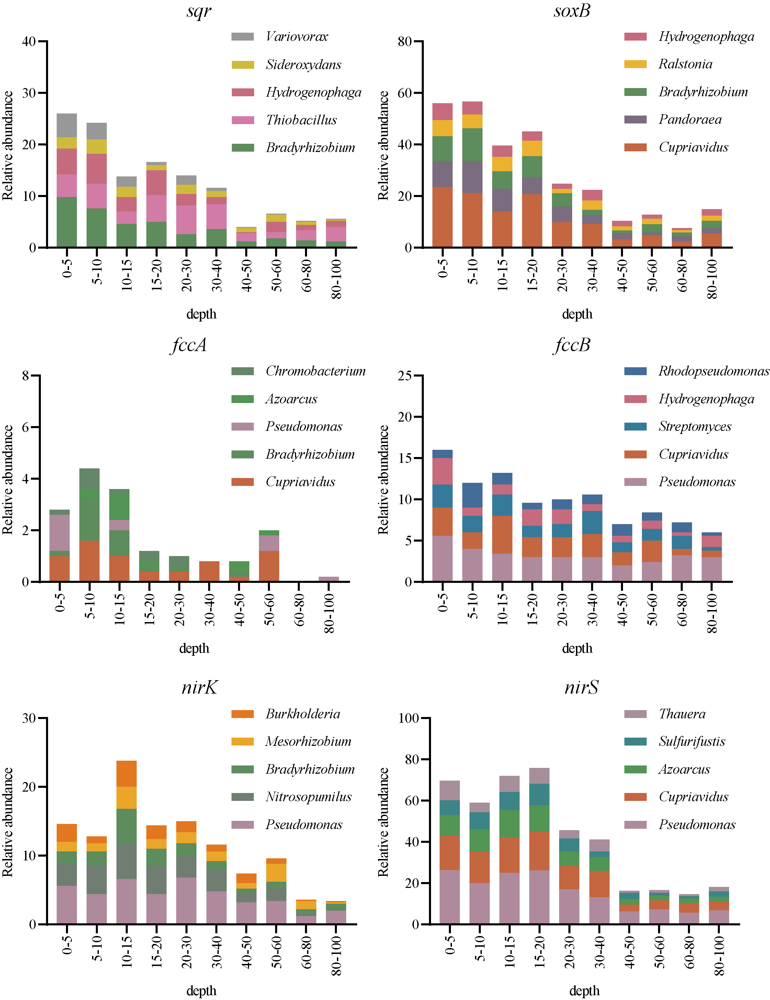 sqr
Relative abundance
40
30
20
10
0
Variovorax
Sideroxydans
Hydrogenophaga
Thiobacillus
Bradyrhizobium
0-5
5-10
10-15
15-20
20-30
30-40
40-50
50-60
60-80
80-100
depth
soxB
Relative abundance
80
60
40
20
0
Hydrogenophaga
Ralstonia
Bradyrhizobium
Pandoraea
Cupriavidus
0-5
5-10
10-15
15-20
20-30
30-40
40-50
50-60
60-80
80-100
depth
fccA
Relative abundance
8
6
4
2
0
Chromobacterium
Azoarcus
Pseudomonas
Bradyrhizobium
Cupriavidus
0-5
5-10
10-15
15-20
20-30
30-40
40-50
50-60
60-80
80-100
depth
fccB
Relative abundance
25
20
15
10
5
0
Rhodopseudomonas
Hydrogenophaga
Streptomyces
Cupriavidus
Pseudomonas
0-5
5-10
10-15
15-20
20-30
30-40
40-50
50-60
60-80
80-100
depth
nirK
Relative abundance
30
20
10
0
Burkholderia
Mesorhizobium
Bradyrhizobium
Nitrosopumilus
Pseudomonas
0-5
5-10
10-15
15-20
20-30
30-40
40-50
50-60
60-80
80-100
depth
nirS
Relative abundance
100
80
60
40
20
0
Thauera
Sulfurifustis
Azoarcus
Cupriavidus
Pseudomonas
0-5
5-10
10-15
15-20
20-30
30-40
40-50
50-60
60-80
80-100
depth